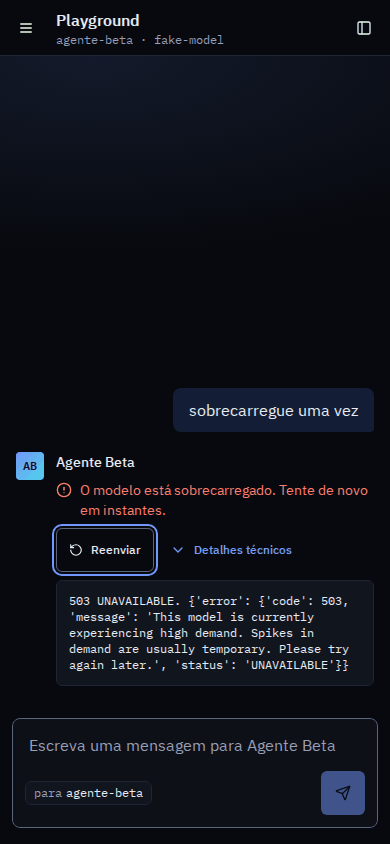 Playground
agente-beta · fake-model
sobrecarregue uma vez
AB
Agente Beta
O modelo está sobrecarregado. Tente de novo
em instantes.
Reenviar
Detalhes técnicos
503 UNAVAILABLE. {'error': {'code': 503,
'message': 'This model is currently
experiencing high demand. Spikes in
demand are usually temporary. Please try
again later.', 'status': 'UNAVAILABLE'}}
Escreva uma mensagem para Agente Beta
para agente-beta